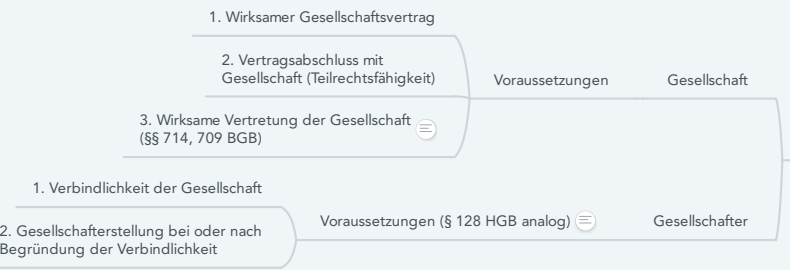 1. Wirksamer Gesellschaftsvertrag
2. Vertragsabschluss mit
Gesellschaft (Teilrechtsfähigkeit)
3. Wirksame Vertretung der Gesellschaft
(§§ 714, 709 BGB)
Voraussetzungen
Gesellschaft
1. Verbindlichkeit der Gesellschaft
2. Gesellschafterstellung bei oder nach
Begründung der Verbindlichkeit
Voraussetzungen (§ 128 HGB analog)
Gesellschafter